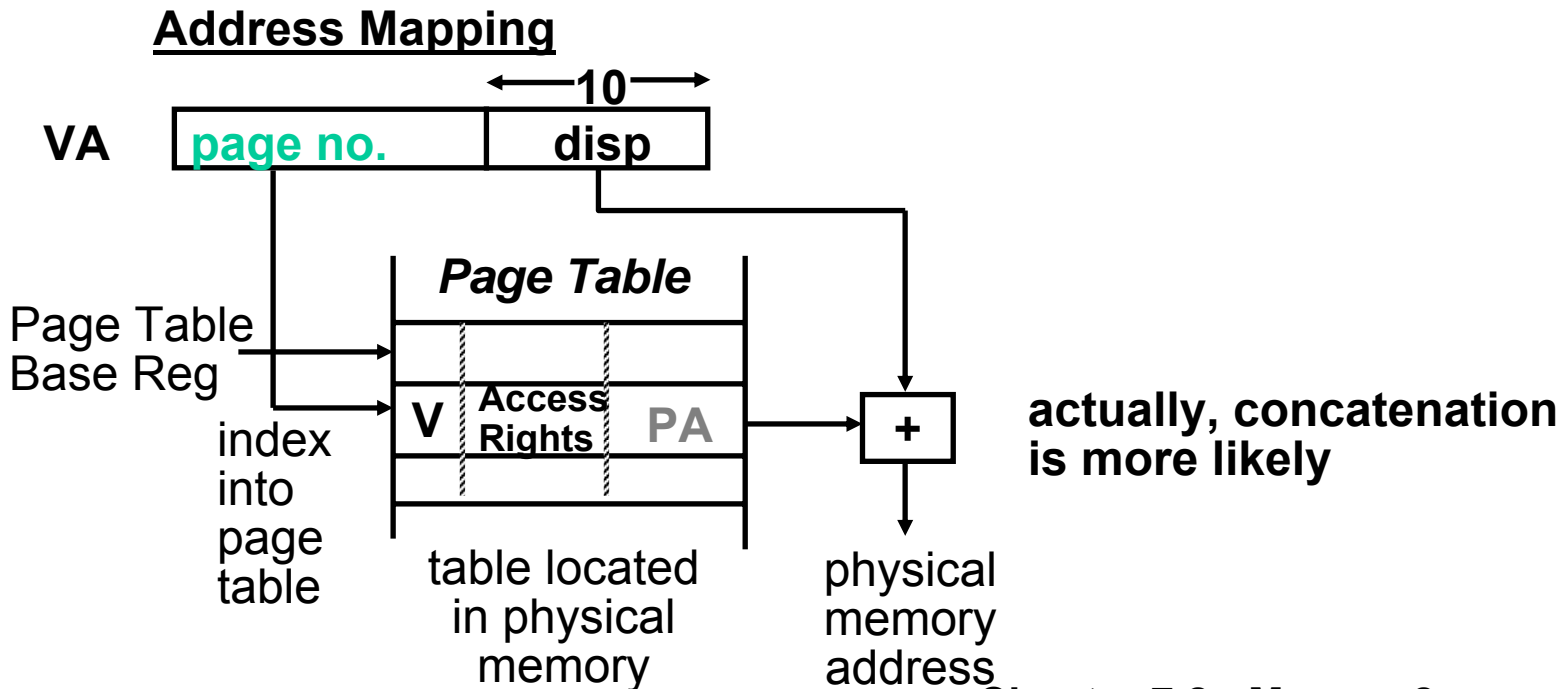 Address Mapping
10
VA page no. disp
Page Table
Page Table
Base Reg
V Access
Rights PA
+
actually, concatenation
is more likely
index
into
page
table
table located
in physical
memory
physical
memory
address